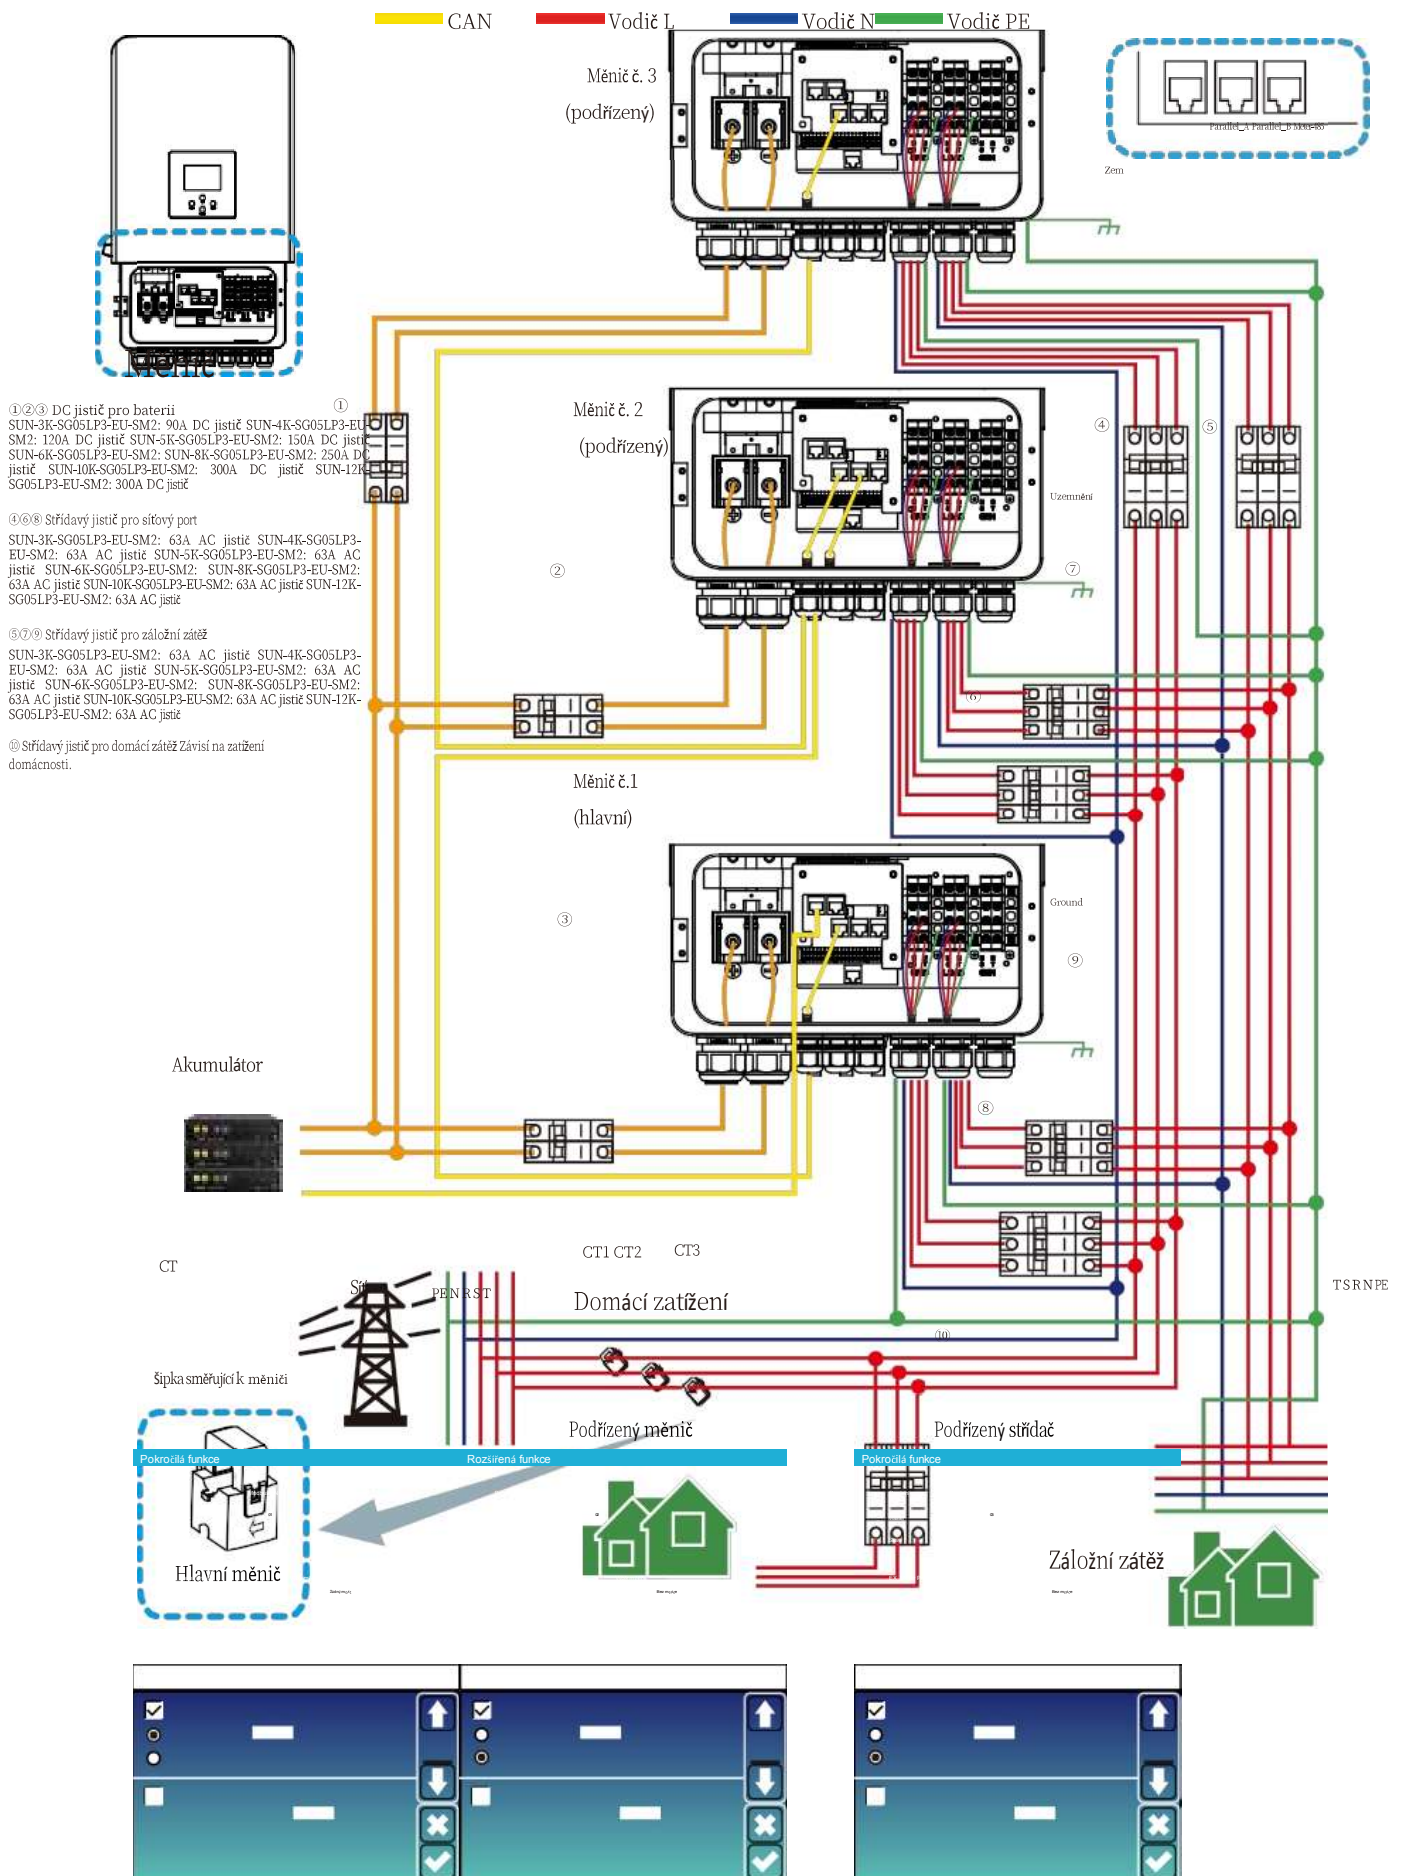 CAN
Vodič L
Vodič N
Vodič PE
Měnič č. 3
(podřízený)
Parallel_A Parallel_B Meter-485
Zem
Měnič
①
①②③ DC jistič pro baterii
SUN-3K-SG05LP3-EU-SM2: 90A DC jistič SUN-4K-SG05LP3-EU-
SM2: 120A DC jistič SUN-5K-SG05LP3-EU-SM2: 150A DC jistič
SUN-6K-SG05LP3-EU-SM2: SUN-8K-SG05LP3-EU-SM2: 250A DC
jistič SUN-10K-SG05LP3-EU-SM2: 300A DC jistič SUN-12K-
SG05LP3-EU-SM2: 300A DC jistič
④⑥⑧ Střídavý jistič pro síťový port
SUN-3K-SG05LP3-EU-SM2: 63A AC jistič SUN-4K-SG05LP3-
EU-SM2: 63A AC jistič SUN-5K-SG05LP3-EU-SM2: 63A AC
jistič SUN-6K-SG05LP3-EU-SM2: SUN-8K-SG05LP3-EU-SM2:
63A AC jistič SUN-10K-SG05LP3-EU-SM2: 63A AC jistič SUN-12K-
SG05LP3-EU-SM2: 63A AC jistič
⑤⑦⑨ Střídavý jistič pro záložní zátěž
SUN-3K-SG05LP3-EU-SM2: 63A AC jistič SUN-4K-SG05LP3-
EU-SM2: 63A AC jistič SUN-5K-SG05LP3-EU-SM2: 63A AC
jistič SUN-6K-SG05LP3-EU-SM2: SUN-8K-SG05LP3-EU-SM2:
63A AC jistič SUN-10K-SG05LP3-EU-SM2: 63A AC jistič SUN-12K-
SG05LP3-EU-SM2: 63A AC jistič
⑩ Střídavý jistič pro domácí zátěž Závisí na zatížení
domácnosti.
Měnič č. 2
(podřízený)
④
⑤
Uzemnění
②
⑦
⑥
Měnič č.1
(hlavní)
Ground
③
⑨
Akumulátor
⑧
CT
CT1 CT2
CT3
Síť
PE N R S T
Domácí zatížení
T S R N PE
⑩
Šipka směřující k měniči
Podřízený měnič
Podřízený střídač
Pokročilá funkce
Rozšířená funkce
Pokročilá funkce
Hlavní měnič
Záložní zátěž